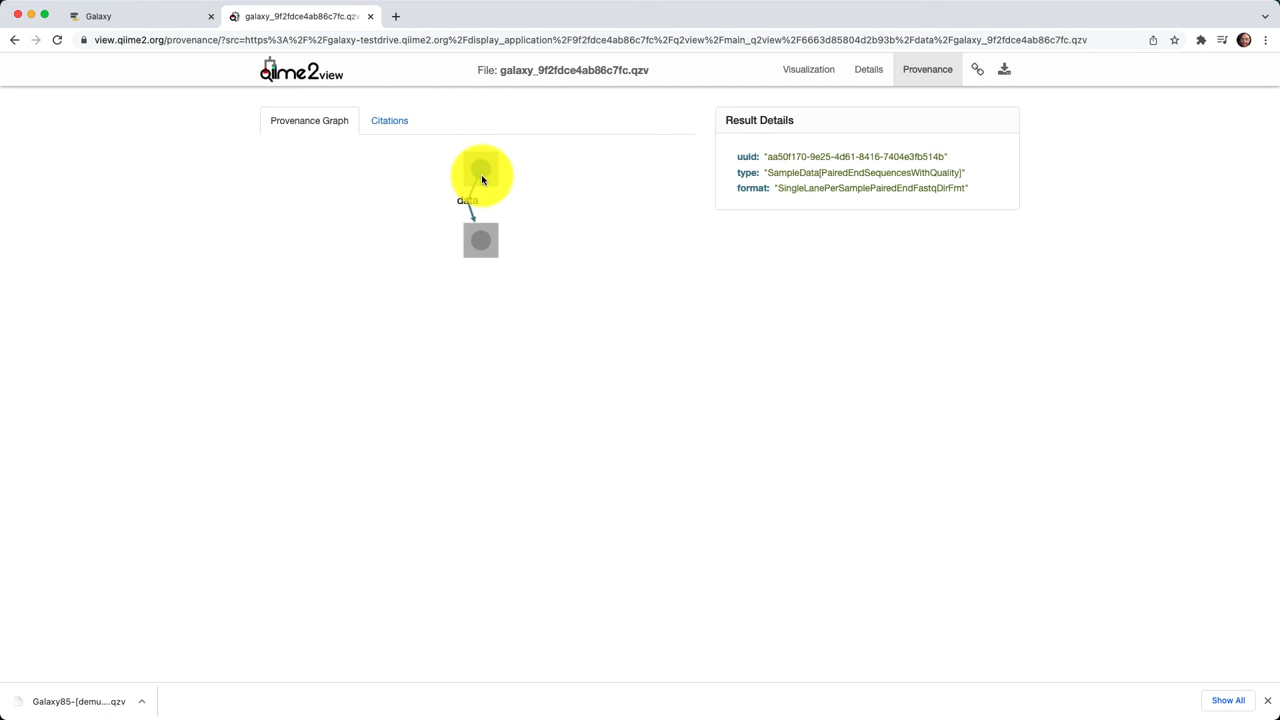 Galaxy
galaxy_9f2fdce4ab86c7fc.qzv
view.qiime2.org/provenance/?src=https%3A%2F%2Fgalaxy-testdrive.qiime2.org%2Fdisplay_application%2F9f2fdce4ab86c7fc%2Fq2view%2Fmain_q2view%2F6663d85804d2b93b%2Fdata%2Fgalaxy_9f2fdce4ab86c7fc.qzv
qiime2view File: galaxy_9f2fdce4ab86c7fc.qzv Visualization Details Provenance
Provenance Graph Citations
data
Result Details
uuid: "aa50f170-9e25-4d61-8416-7404e3fb514b"
type: "SampleData[PairedEndSequencesWithQuality]"
format: "SingleLanePerSamplePairedEndFastqDirFmt"
Galaxy85-[demu....qzv Show All